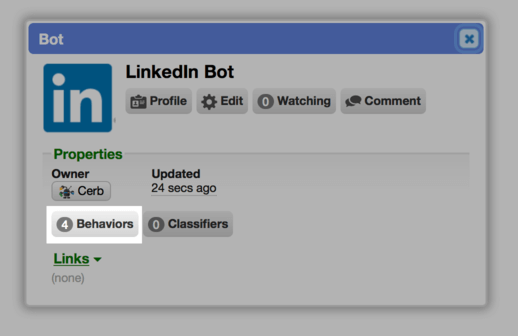 Bot
in
LinkedIn Bot
Profile Edit 0 Watching Comment
Properties
Owner Updated
Cerb 24 secs ago
4 Behaviors 0 Classifiers
Links
(none)